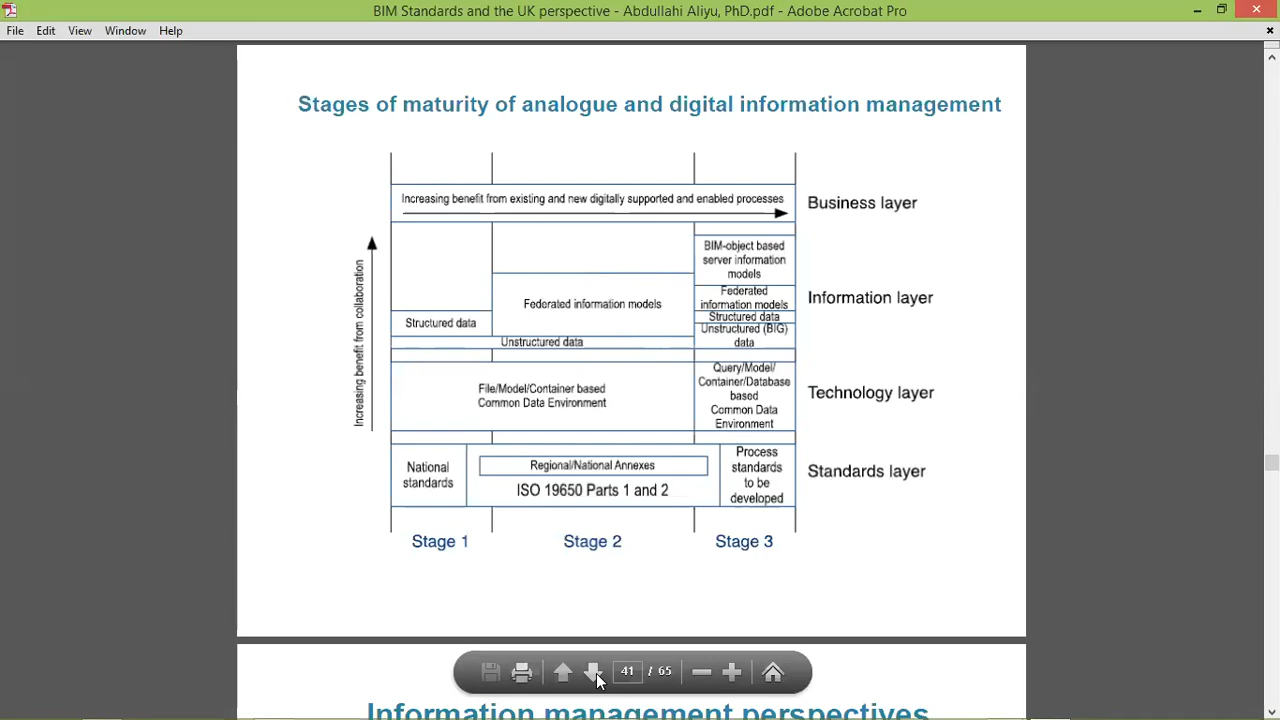 BIM Standards and the UK perspective - Abdullahi Aliyu, PhD.pdf - Adobe Acrobat Pro
File Edit View Window Help
Stages of maturity of analogue and digital information management
Increasing benefit from existing and new digitally supported and enabled processes
Business layer
Increasing benefit from collaboration
BIM-object based
server information
models
Federated
information models
Structured data
Unstructured (BIG)
data
Federated information models
Structured data
Unstructured data
Information layer
File/Model/Container based
Common Data Environment
Query/Model/
Container/Database
based
Common Data
Environment
Technology layer
National
standards
Regional/National Annexes
ISO 19650 Parts 1 and 2
Process
standards
to be
developed
Standards layer
Stage 1
Stage 2
Stage 3
41 / 65
Information management perspectives